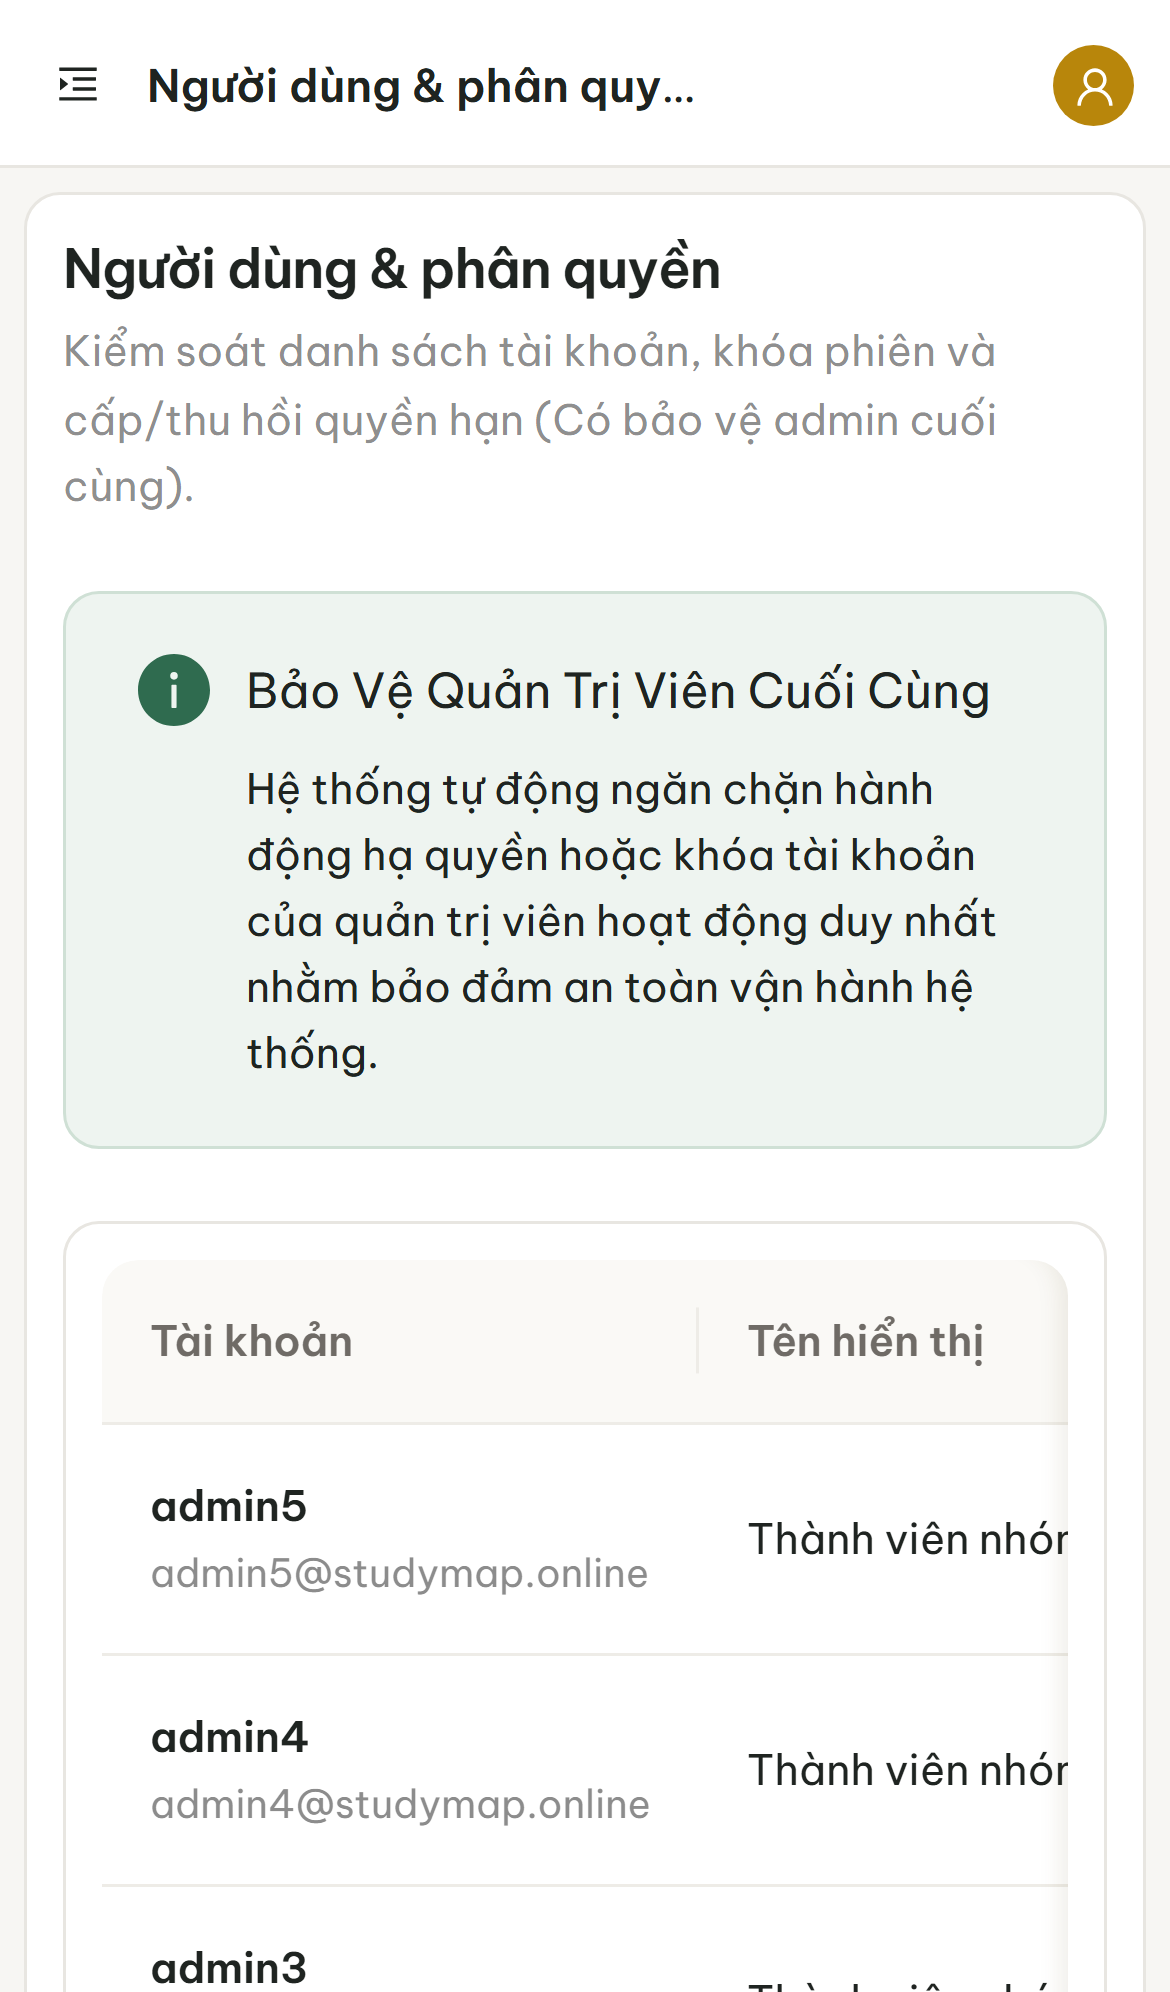 Người dùng & phân quy...
Người dùng & phân quyền
Kiểm soát danh sách tài khoản, khóa phiên và
cấp/thu hồi quyền hạn (Có bảo vệ admin cuối
cùng).
Bảo Vệ Quản Trị Viên Cuối Cùng
Hệ thống tự động ngăn chặn hành
động hạ quyền hoặc khóa tài khoản
của quản trị viên hoạt động duy nhất
nhằm bảo đảm an toàn vận hành hệ
thống.
Tài khoản
Tên hiển thị
admin5
admin5@studymap.online
Thành viên
admin4
admin4@studymap.online
Thành viên
admin3